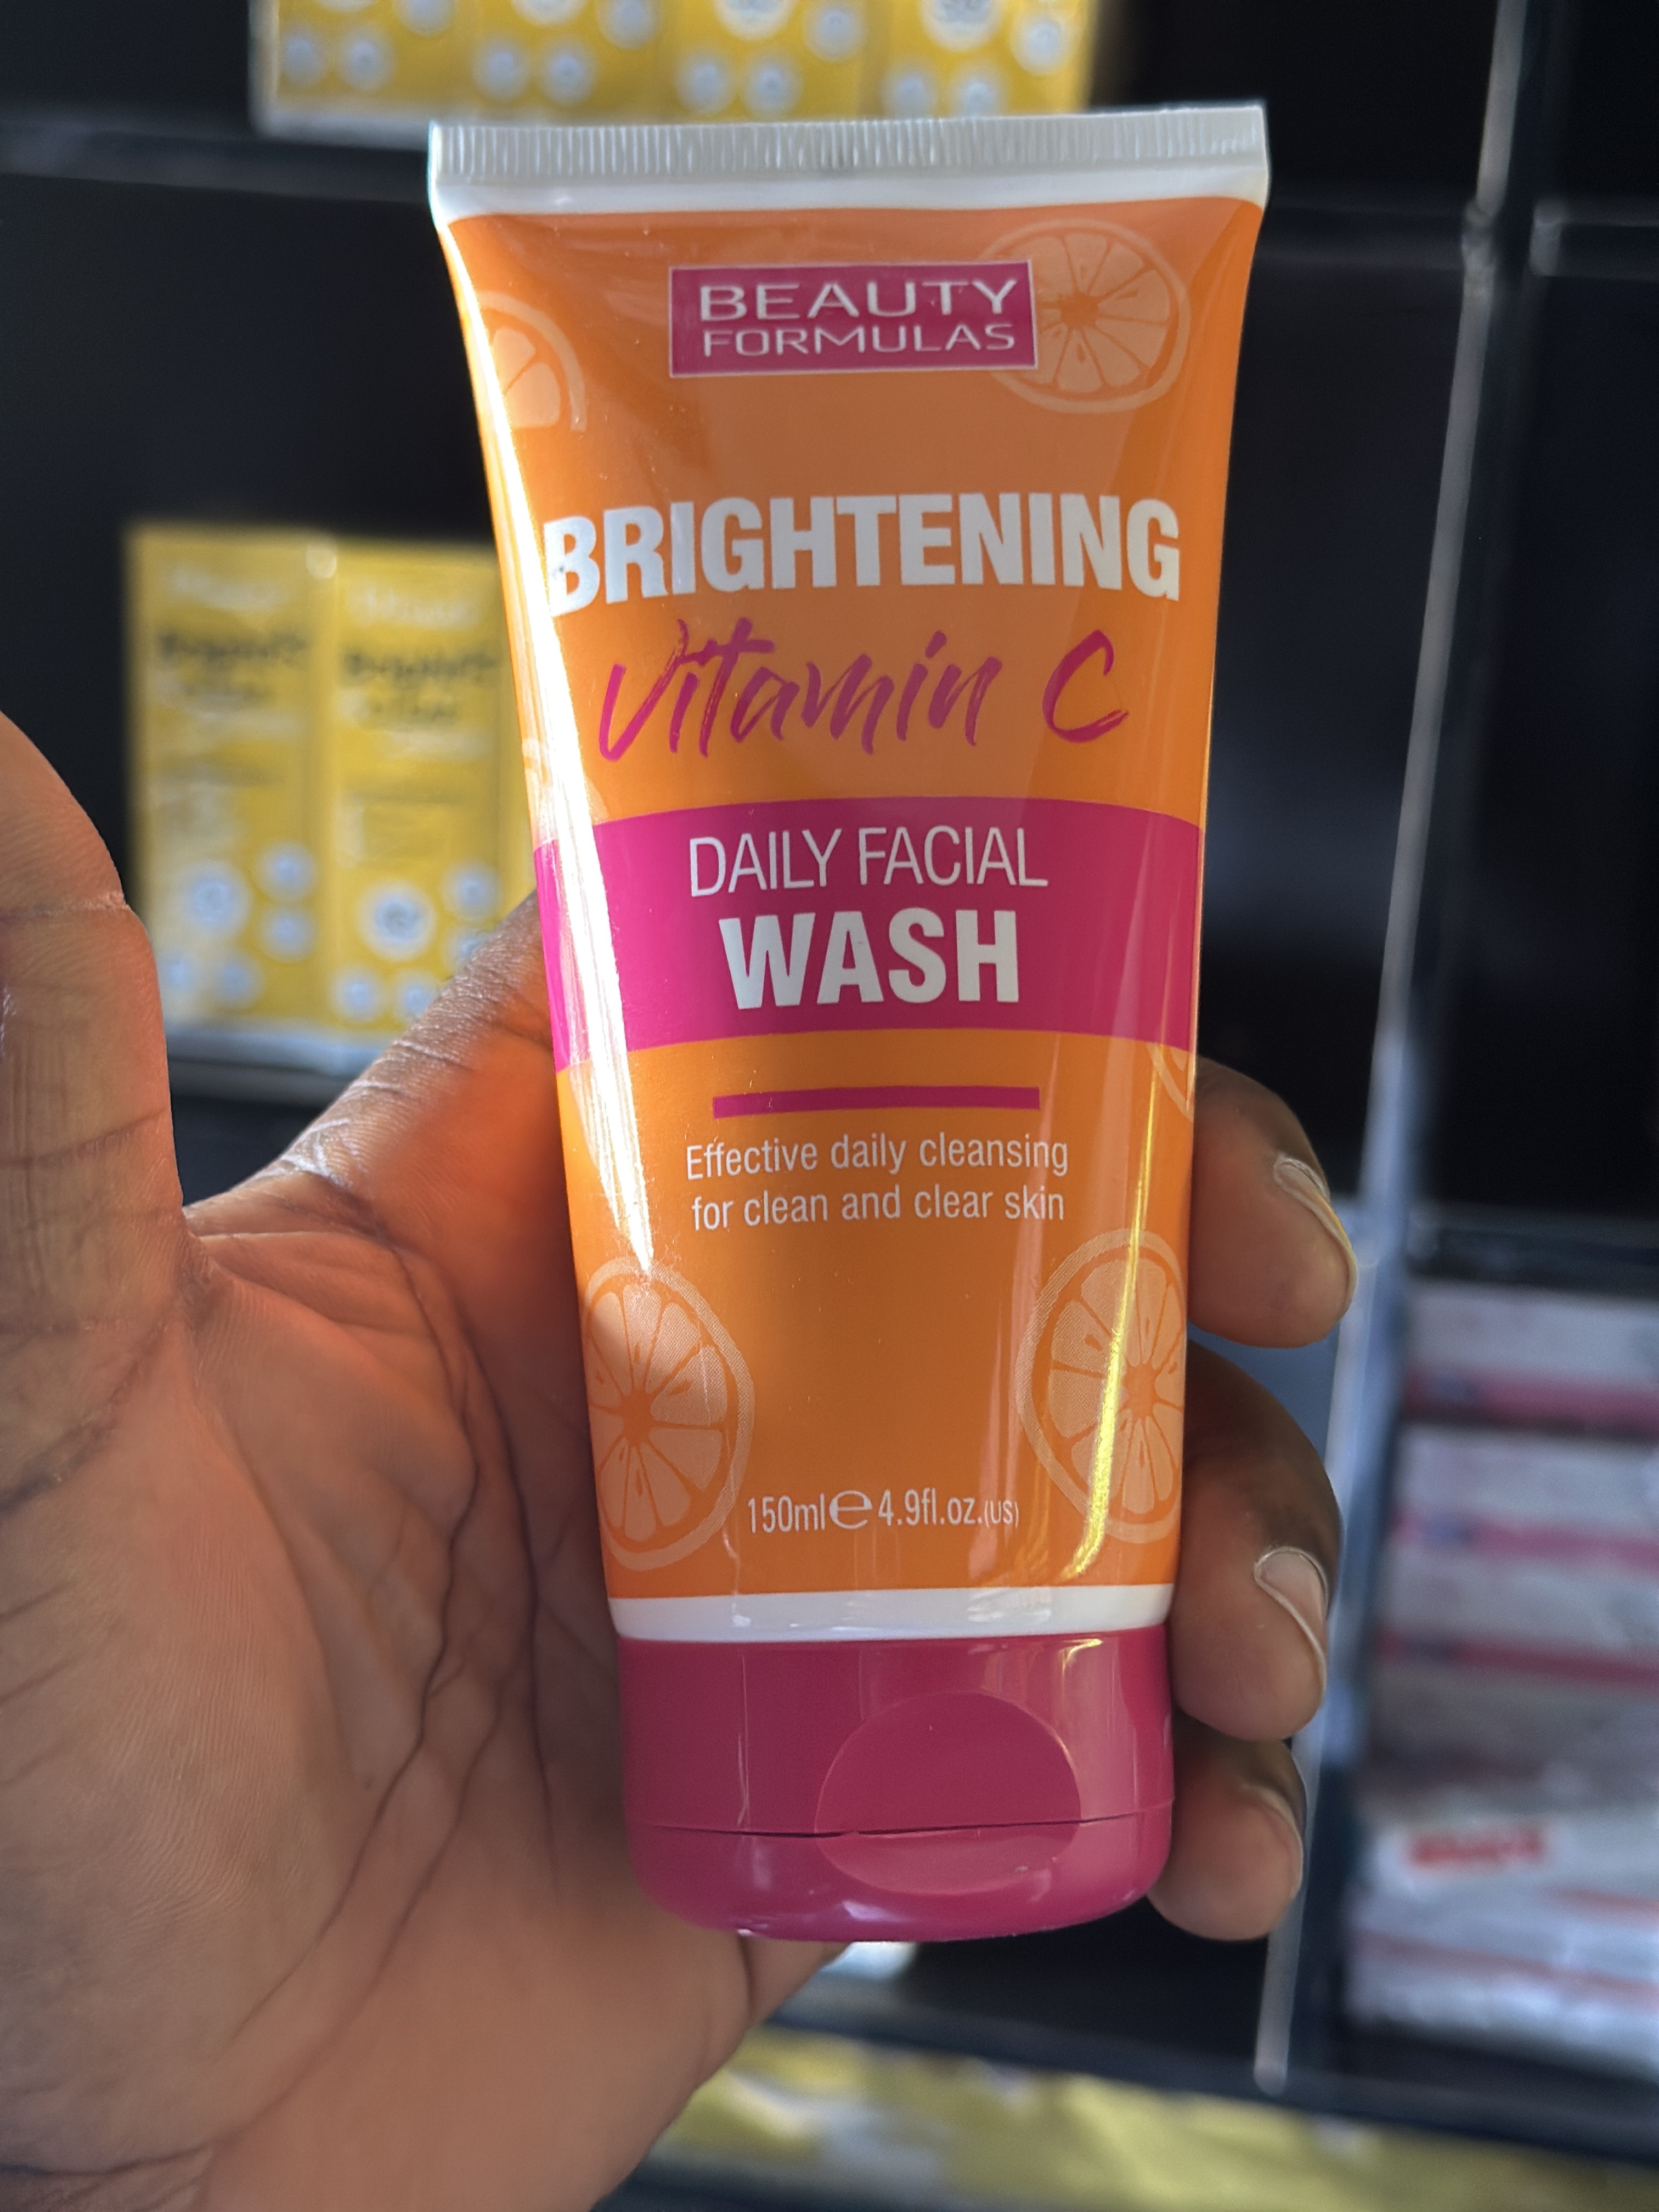 BEAUTY
FORMULAS
BRIGHTENING
Vitamin C
DAILY FACIAL
WASH
Effective daily cleansing
for clean and clear skin
150ml℮4.9fl.oz.(US)